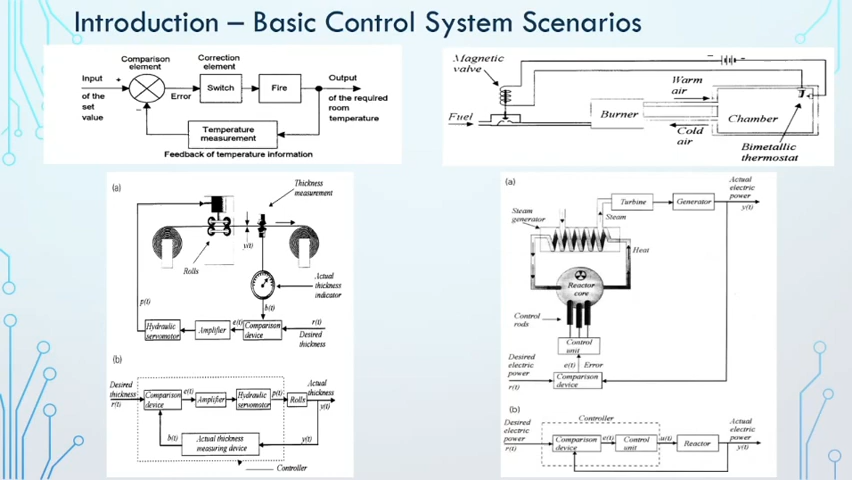 Introduction – Basic Control System Scenarios
Comparison
element
Correction
element
Input
+
Error
Switch
Fire
Output
of the
set
value
–
of the required
room
temperature
Temperature
measurement
Feedback of temperature information
Magnetic
valve
Warm
air
Fuel
Burner
Chamber
Cold
air
Bimetallic
thermostat
(a)
Thickness
measurement
Rolls
y(t)
Actual
thickness
indicator
p(t)
b(t)
Hydraulic
servomotor
Amplifier
e(t)
Comparison
device
r(t)
Desired
thickness
(b)
Desired
thickness
r(t)
Comparison
device
e(t)
Amplifier
Hydraulic
servomotor
p(t)
Rolls
Actual
thickness
y(t)
b(t)
Actual thickness
measuring device
y(t)
Controller
(a)
Turbine
Generator
Actual
electric
power
y(t)
Steam
generator
Steam
Heat
Reactor
core
Control
rods
Control
unit
Desired
electric
power
r(t)
e(t)
Error
Comparison
device
(b)
Controller
Desired
electric
power
r(t)
Comparison
device
e(t)
Control
unit
u(t)
Reactor
Actual
electric
power
y(t)